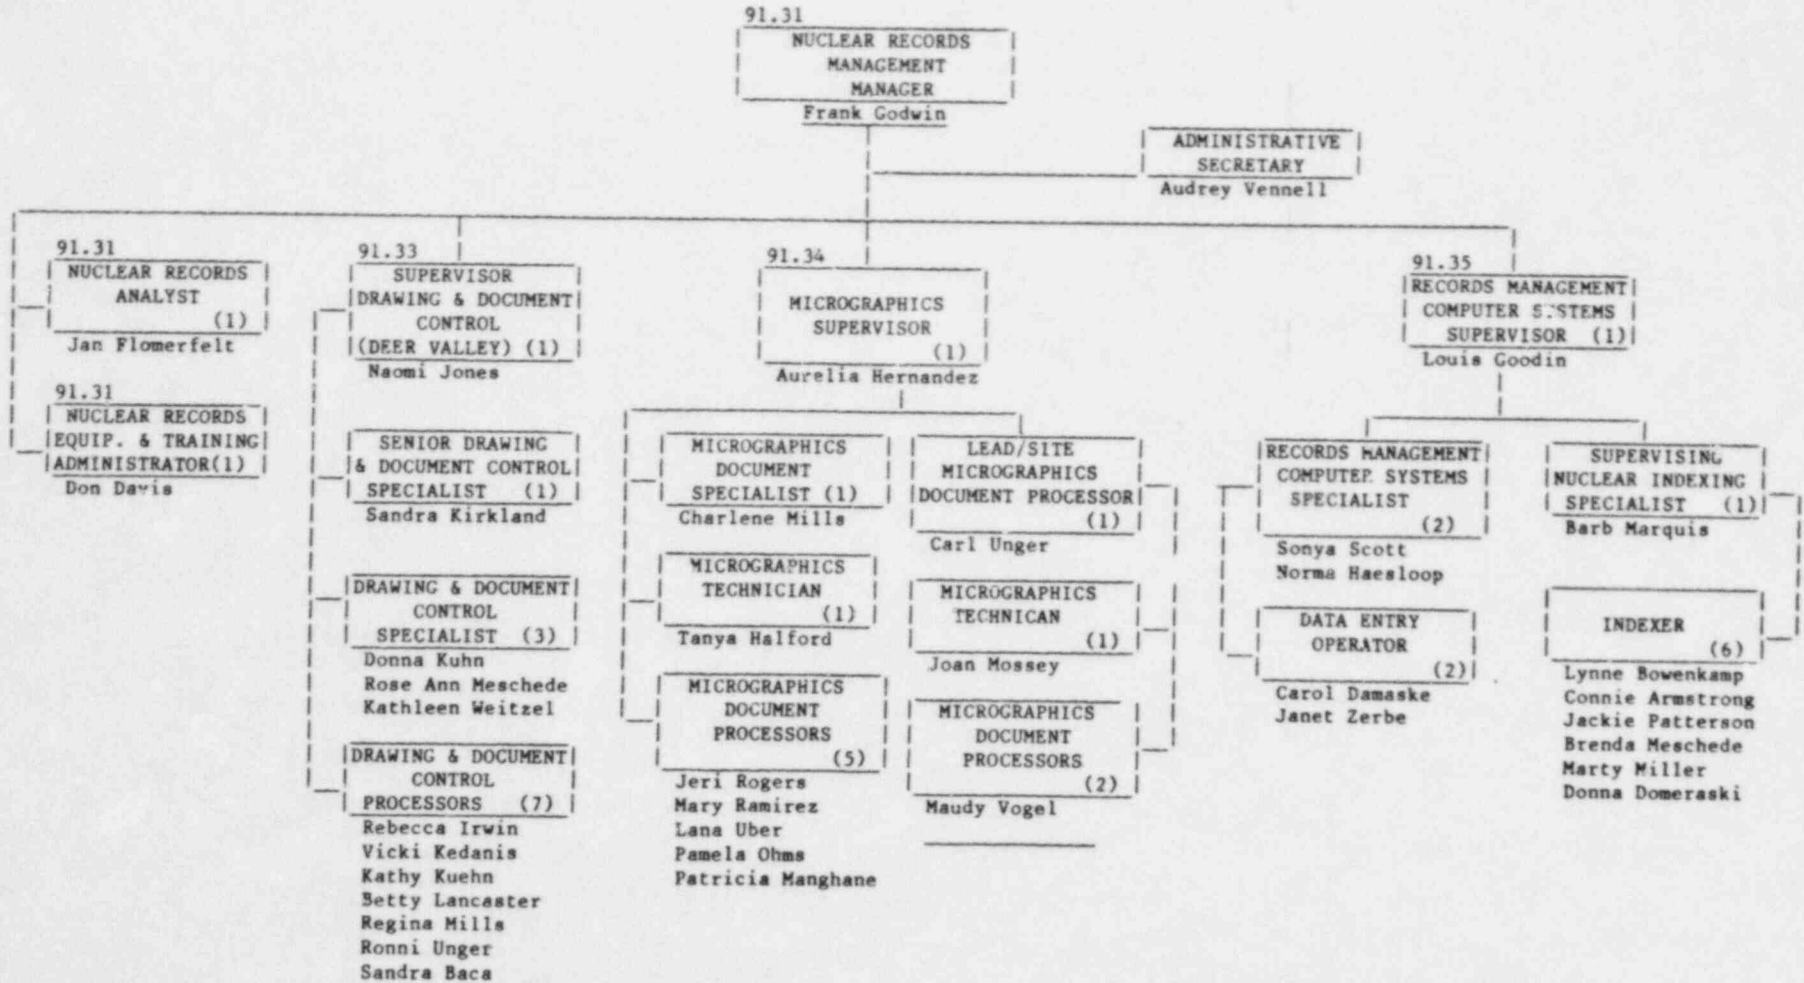 91.31
NUCLEAR RECORDS
MANAGEMENT
MANAGER
Frank Godwin
ADMINISTRATIVE
SECRETARY
Audrey Vennell
91.31
NUCLEAR RECORDS
ANALYST
(1)
Jan Flomerfelt
91.31
NUCLEAR RECORDS
EQUIP. & TRAINING
ADMINISTRATOR(1)
Don Davis
91.33
SUPERVISOR
DRAWING & DOCUMENT
CONTROL
(DEER VALLEY) (1)
Naomi Jones
SENIOR DRAWING
& DOCUMENT CONTROL
SPECIALIST (1)
Sandra Kirkland
DRAWING & DOCUMENT
CONTROL
SPECIALIST (3)
Donna Kuhn
Rose Ann Meschede
Kathleen Weitzel
DRAWING & DOCUMENT
CONTROL
PROCESSORS (7)
Rebecca Irwin
Vicki Kedanis
Kathy Kuehn
Betty Lancaster
Regina Mills
Ronni Unger
Sandra Baca
91.34
MICROGRAPHICS
SUPERVISOR
(1)
Aurelia Hernandez
MICROGRAPHICS
DOCUMENT
SPECIALIST (1)
Charlene Mills
MICROGRAPHICS
TECHNICIAN
(1)
Tanya Halford
MICROGRAPHICS
DOCUMENT
PROCESSORS
(5)
Jeri Rogers
Mary Ramirez
Lana Uber
Pamela Ohms
Patricia Manghane
LEAD/SITE
MICROGRAPHICS
DOCUMENT PROCESSOR
(1)
Carl Unger
MICROGRAPHICS
TECHNICAN
(1)
Joan Mossey
MICROGRAPHICS
DOCUMENT
PROCESSORS
(2)
Maudy Vogel
91.35
RECORDS MANAGEMENT
COMPUTER SYSTEMS
SUPERVISOR (1)
Louis Goodin
RECORDS MANAGEMENT
COMPUTER SYSTEMS
SPECIALIST
(2)
Sonya Scott
Norma Haesloop
DATA ENTRY
OPERATOR
(2)
Carol Damaske
Janet Zerbe
SUPERVISING
NUCLEAR INDEXING
SPECIALIST (1)
Barb Marquis
INDEXER
(6)
Lynne Bowenkamp
Connie Armstrong
Jackie Patterson
Brenda Meschede
Marty Miller
Donna Domeraski